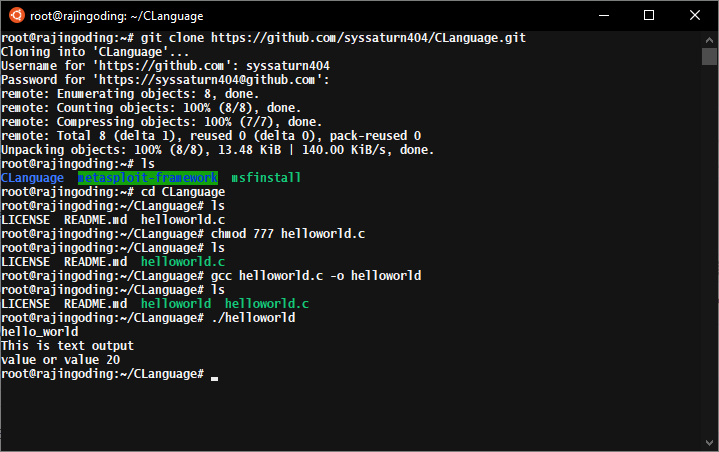 root@rajingoding: ~/CLanguage
root@rajingoding:~# git clone https://github.com/syssaturn404/CLanguage.git
Cloning into 'CLanguage'...
Username for 'https://github.com': syssaturn404
Password for 'https://syssaturn404@github.com':
remote: Enumerating objects: 8, done.
remote: Counting objects: 100% (8/8), done.
remote: Compressing objects: 100% (7/7), done.
remote: Total 8 (delta 1), reused 0 (delta 0), pack-reused 0
Unpacking objects: 100% (8/8), 13.48 KiB | 140.00 KiB/s, done.
root@rajingoding:~# ls
CLanguage  metasploit-framework  msfinstall
root@rajingoding:~# cd CLanguage
root@rajingoding:~/CLanguage# ls
LICENSE  README.md  helloworld.c
root@rajingoding:~/CLanguage# chmod 777 helloworld.c
root@rajingoding:~/CLanguage# ls
LICENSE  README.md  helloworld.c
root@rajingoding:~/CLanguage# gcc helloworld.c -o helloworld
root@rajingoding:~/CLanguage# ls
LICENSE  README.md  helloworld  helloworld.c
root@rajingoding:~/CLanguage# ./helloworld
hello_world
This is text output
value or value 20
root@rajingoding:~/CLanguage#